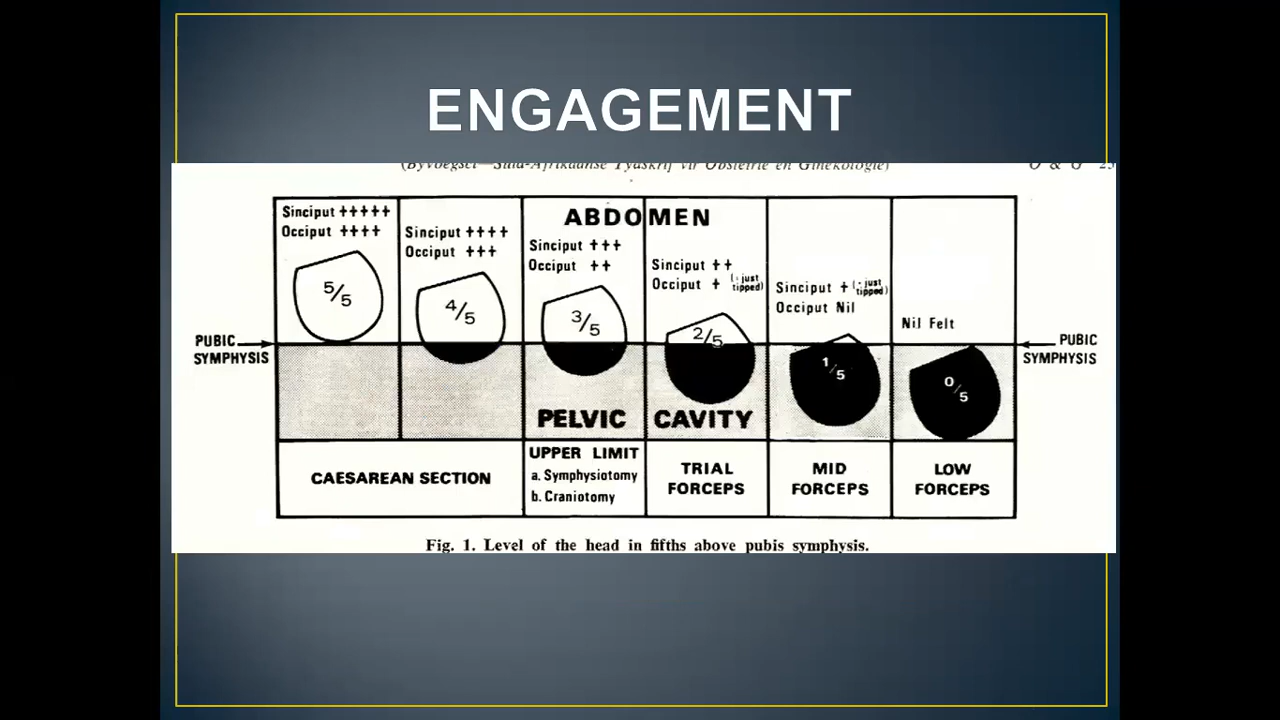 ENGAGEMENT
(Byvoegsel—Suid-Afrikaanse Tydskrif vir Obstetrie en Ginekologie) O & G
Sinciput +++++
Occiput ++++
5/5
Sinciput ++++
Occiput +++
4/5
ABDOMEN
Sinciput +++
Occiput ++
3/5
Sinciput ++
Occiput + (- just tipped)
2/5
Sinciput + (- just tipped)
Occiput Nil
1/5
Nil Felt
0/5
PUBIC
SYMPHYSIS
PUBIC
SYMPHYSIS
PELVIC CAVITY
CAESAREAN SECTION
UPPER LIMIT
a. Symphysiotomy
b. Craniotomy
TRIAL
FORCEPS
MID
FORCEPS
LOW
FORCEPS
Fig. 1. Level of the head in fifths above pubis symphysis.